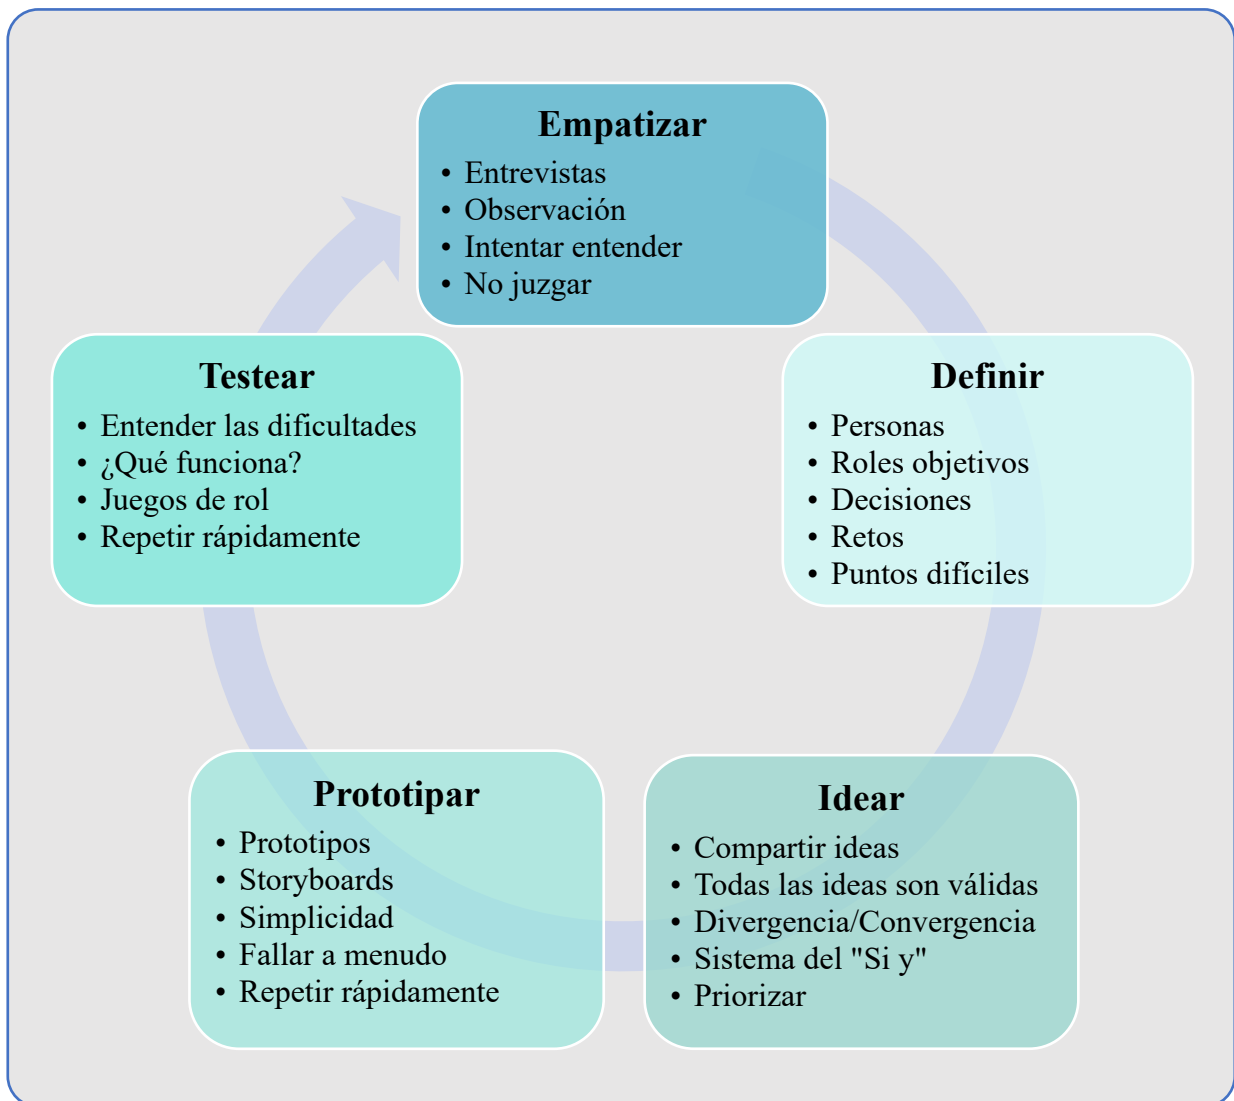 Empatizar
• Entrevistas
• Observación
• Intentar entender
• No juzgar
Definir
• Personas
• Roles objetivos
• Decisiones
• Retos
• Puntos difíciles
Idear
• Compartir ideas
• Todas las ideas son válidas
• Divergencia/Convergencia
• Sistema del "Si y"
• Priorizar
Prototipar
• Prototipos
• Storyboards
• Simplicidad
• Fallar a menudo
• Repetir rápidamente
Testear
• Entender las dificultades
• ¿Qué funciona?
• Juegos de rol
• Repetir rápidamente